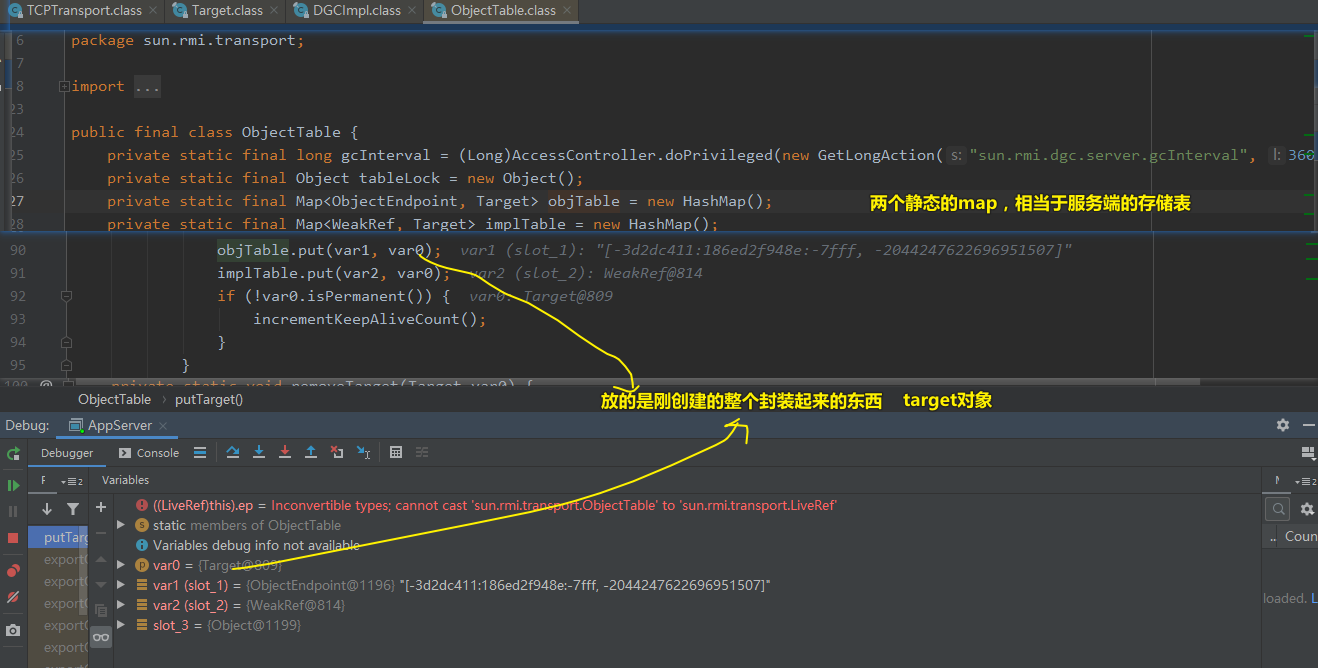 TCPTransport.class × Target.class × DGCImpl.class × ObjectTable.class ×
6 package sun.rmi.transport;
7
8 import ...
23
24 public final class ObjectTable {
25 private static final long gcInterval = (Long)AccessController.doPrivileged(new GetLongAction( s: "sun.rmi.dgc.server.gcInterval", l: 360
26 private static final Object tableLock = new Object();
27 private static final Map<ObjectEndpoint, Target> objTable = new HashMap(); 两个静态的map，相当于服务端的存储表
28 private static final Map<WeakRef, Target> implTable = new HashMap();
90 objTable.put(var1, var0); var1 (slot_1): "[-3d2dc411:186ed2f948e:-7fff, -2044247622696951507]"
91 implTable.put(var2, var0); var2 (slot_2): WeakRef@814
92 if (!var0.isPermanent()) { var0: Target@809
93 incrementKeepAliveCount();
94 }
95 }
100 @ private static void removeTarget(Target var0) {
放的是刚创建的整个封装起来的东西 target对象
ObjectTable › putTarget()
Debug: AppServer ×
Debugger Console
F 2 Variables
((LiveRef)this).ep = Inconvertible types; cannot cast 'sun.rmi.transport.ObjectTable' to 'sun.rmi.transport.LiveRef'
static members of ObjectTable
Variables debug info not available
var0 = {Target@809}
var1 (slot_1) = {ObjectEndpoint@1196} "[-3d2dc411:186ed2f948e:-7fff, -2044247622696951507]"
var2 (slot_2) = {WeakRef@814}
slot_3 = {Object@1199}
putTarg
export
export
export
export
export
.. Coun
loaded. L